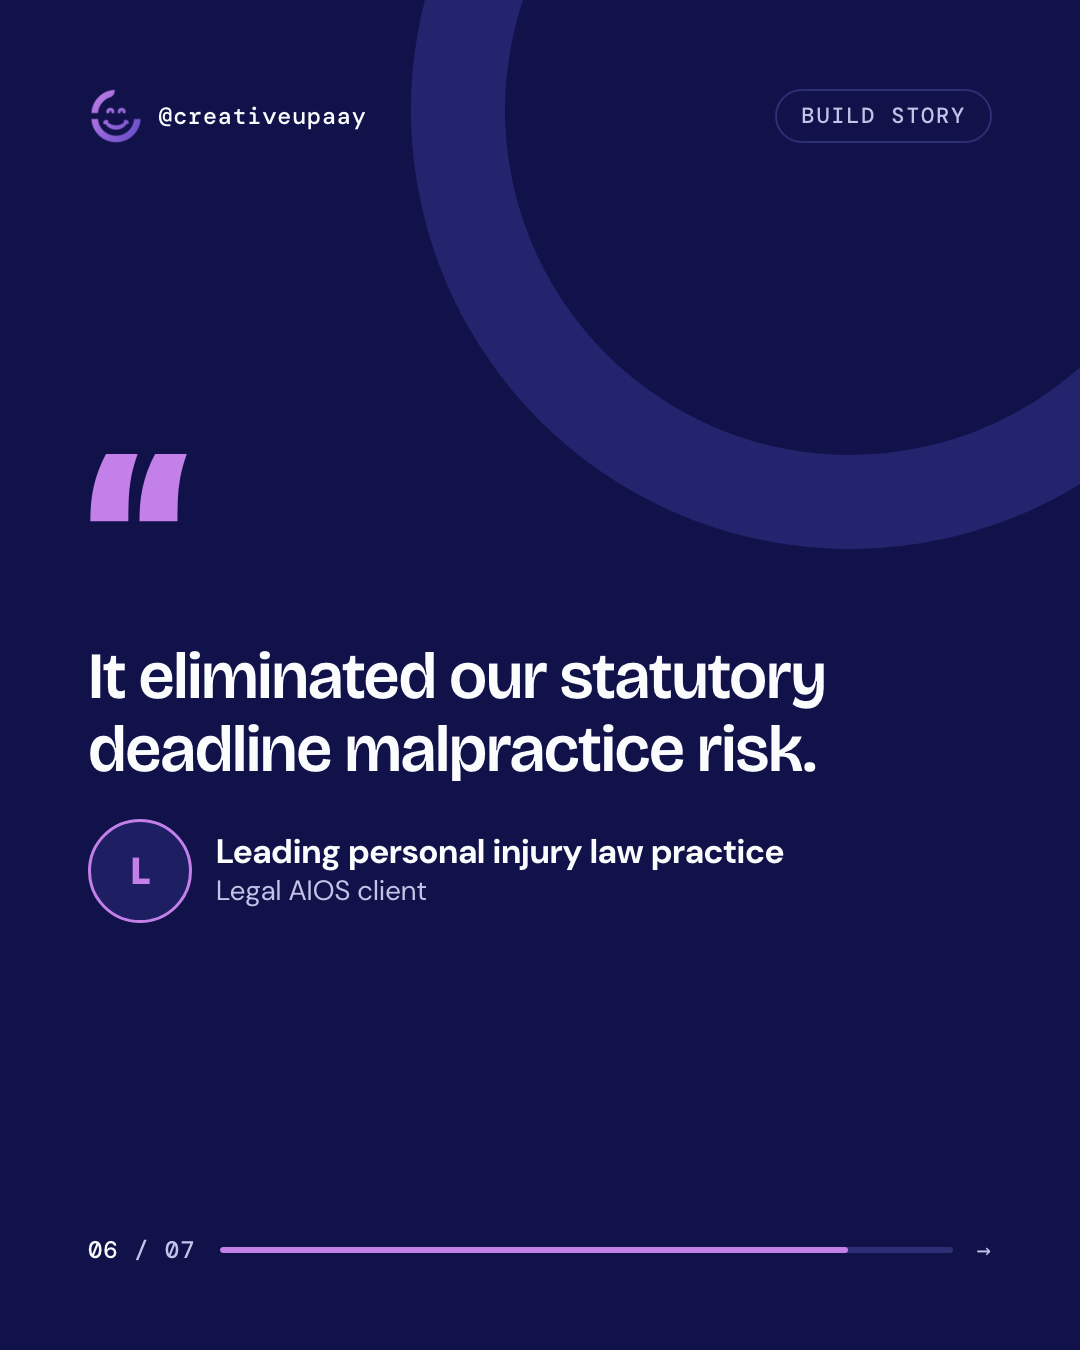 @creativeupaay
BUILD STORY
“
It eliminated our statutory
deadline malpractice risk.
L
Leading personal injury law practice
Legal AIOS client
06 / 07 →